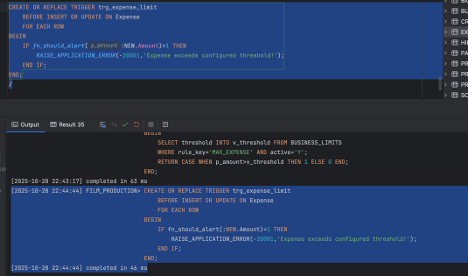 CREATE OR REPLACE TRIGGER trg_expense_limit
BEFORE INSERT OR UPDATE ON Expense
FOR EACH ROW
BEGIN
IF fn_should_alert( p_amount :NEW.Amount)=1 THEN
RAISE_APPLICATION_ERROR(-20001,'Expense exceeds configured threshold!');
END IF;
END;
/
BL
CR
EX
HI
PA
PR
PR
PR
SC
Output
Result 35
BEGIN
SELECT threshold INTO v_threshold FROM BUSINESS_LIMITS
WHERE rule_key='MAX_EXPENSE' AND active='Y';
RETURN CASE WHEN p_amount>v_threshold THEN 1 ELSE 0 END;
END;
[2025-10-28 22:43:17] completed in 63 ms
[2025-10-28 22:44:44] FILM_PRODUCTION> CREATE OR REPLACE TRIGGER trg_expense_limit
BEFORE INSERT OR UPDATE ON Expense
FOR EACH ROW
BEGIN
IF fn_should_alert(:NEW.Amount)=1 THEN
RAISE_APPLICATION_ERROR(-20001,'Expense exceeds configured threshold!');
END IF;
END;
[2025-10-28 22:44:44] completed in 46 ms